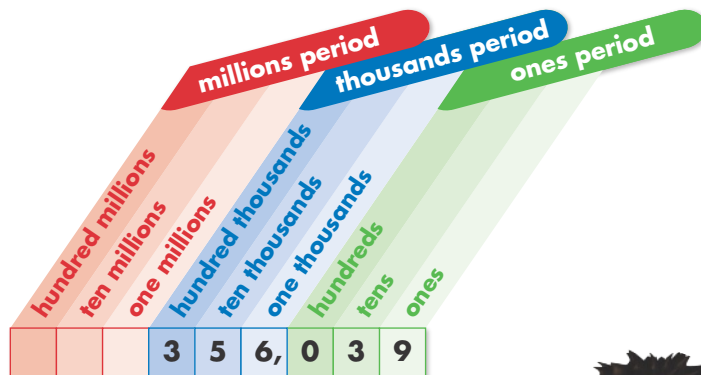 millions period
thousands period
ones period
hundred millions
ten millions
one millions
hundred thousands
ten thousands
one thousands
hundreds
tens
ones
3 5 6, 0 3 9